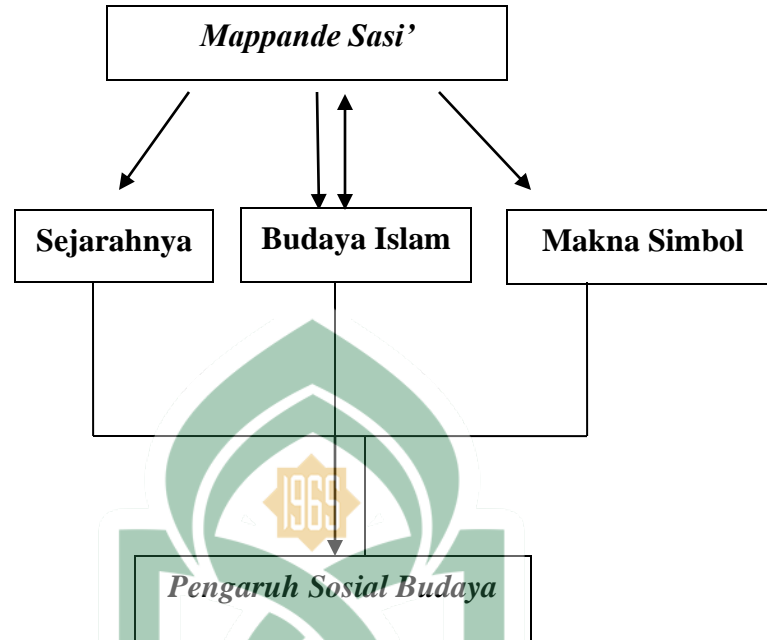 Mappande Sasi’
Sejarahnya
Budaya Islam
Makna Simbol
1965
Pengaruh Sosial Budaya